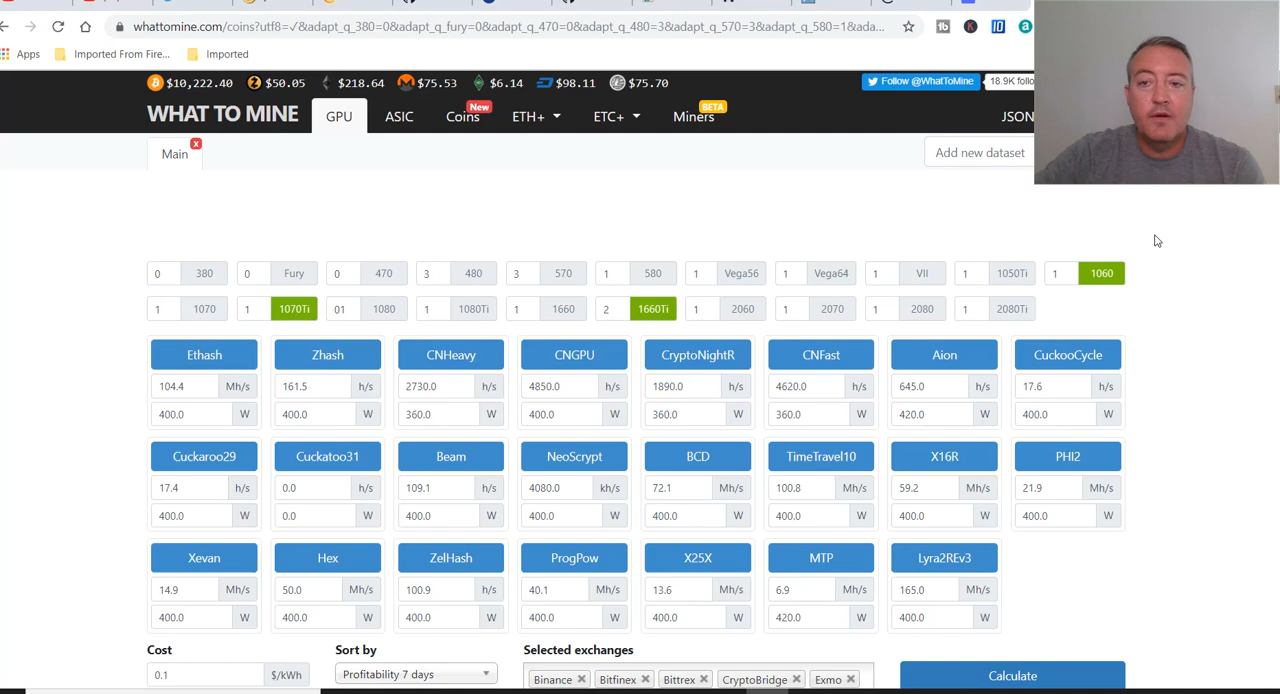 whattomine.com/coins?utf8=✓&adapt_q_380=0&adapt_q_fury=0&adapt_q_470=0&adapt_q_480=3&adapt_q_570=3&adapt_q_580=1&ada...
Apps Imported From Fire... Imported
$10,222.40 $50.05 $218.64 $75.53 $6.14 $98.11 $75.70 Follow @WhatToMine 18.9K follo
WHAT TO MINE GPU ASIC Coins New ETH+ ETC+ Miners BETA JSON
Main x Add new dataset
0 380 0 Fury 0 470 3 480 3 570 1 580 1 Vega56 1 Vega64 1 VII 1 1050Ti 1 1060
1 1070 1 1070Ti 01 1080 1 1080Ti 1 1660 2 1660Ti 1 2060 1 2070 1 2080 1 2080Ti
Ethash Zhash CNHeavy CNGPU CryptoNightR CNFast Aion CuckooCycle
104.4 Mh/s 161.5 h/s 2730.0 h/s 4850.0 h/s 1890.0 h/s 4620.0 h/s 645.0 h/s 17.6 h/s
400.0 W 400.0 W 360.0 W 400.0 W 360.0 W 360.0 W 420.0 W 400.0 W
Cuckaroo29 Cuckatoo31 Beam NeoScrypt BCD TimeTravel10 X16R PHI2
17.4 h/s 0.0 h/s 109.1 h/s 4080.0 kh/s 72.1 Mh/s 100.8 Mh/s 59.2 Mh/s 21.9 Mh/s
400.0 W 0.0 W 400.0 W 400.0 W 400.0 W 400.0 W 400.0 W 400.0 W
Xevan Hex ZelHash ProgPow X25X MTP Lyra2REv3
14.9 Mh/s 50.0 Mh/s 100.9 h/s 40.1 Mh/s 13.6 Mh/s 6.9 Mh/s 165.0 Mh/s
400.0 W 400.0 W 400.0 W 400.0 W 400.0 W 420.0 W 400.0 W
Cost Sort by Selected exchanges
0.1 $/kWh Profitability 7 days Binance Bitfinex Bittrex CryptoBridge Exmo Calculate